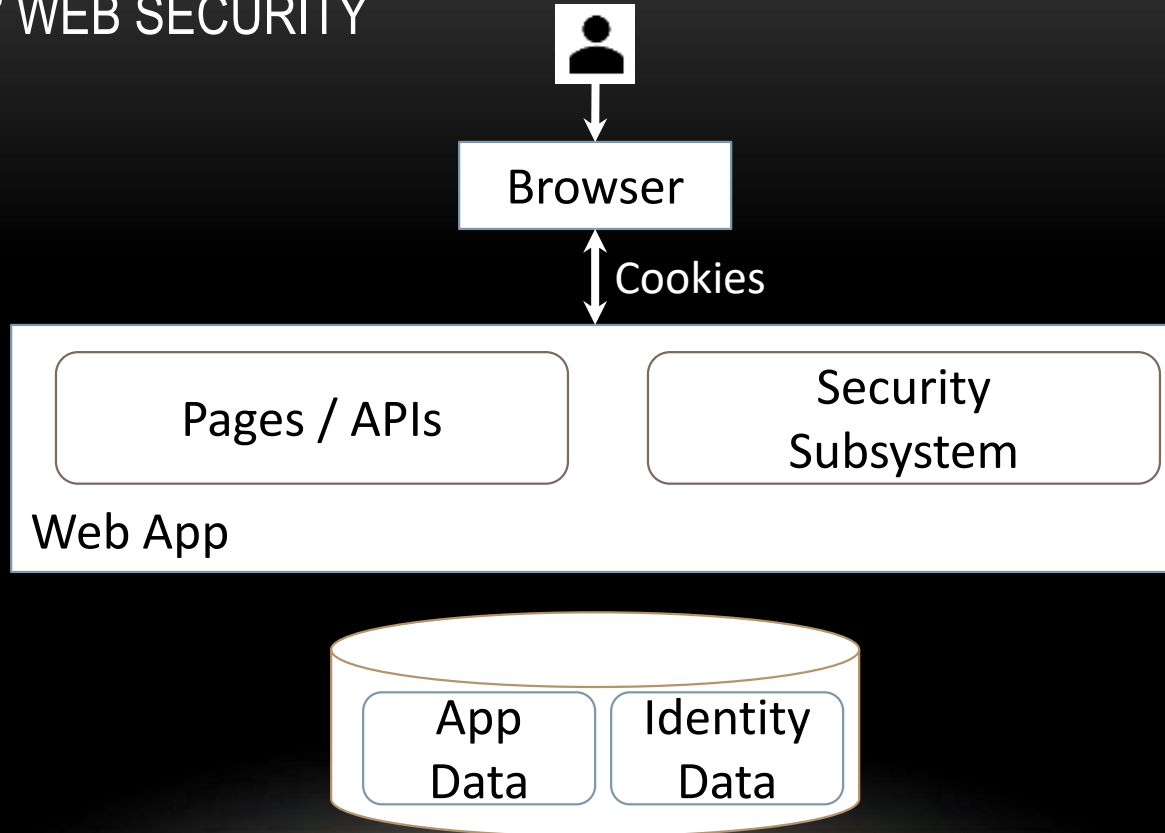 WEB SECURITY
Browser
Cookies
Pages / APIs
Security
Subsystem
Web App
App
Data
Identity
Data